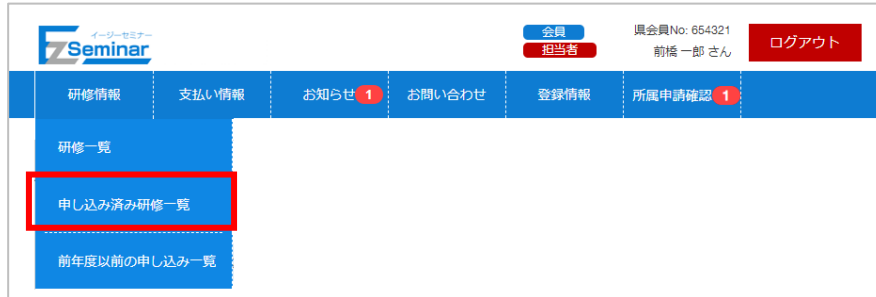 イージーセミナー
EzSeminar
会員
担当者
県会員No: 654321
前橋 一郎 さん
ログアウト
研修情報
支払い情報
お知らせ 1
お問い合わせ
登録情報
所属申請確認 1
研修一覧
申し込み済み研修一覧
前年度以前の申し込み一覧